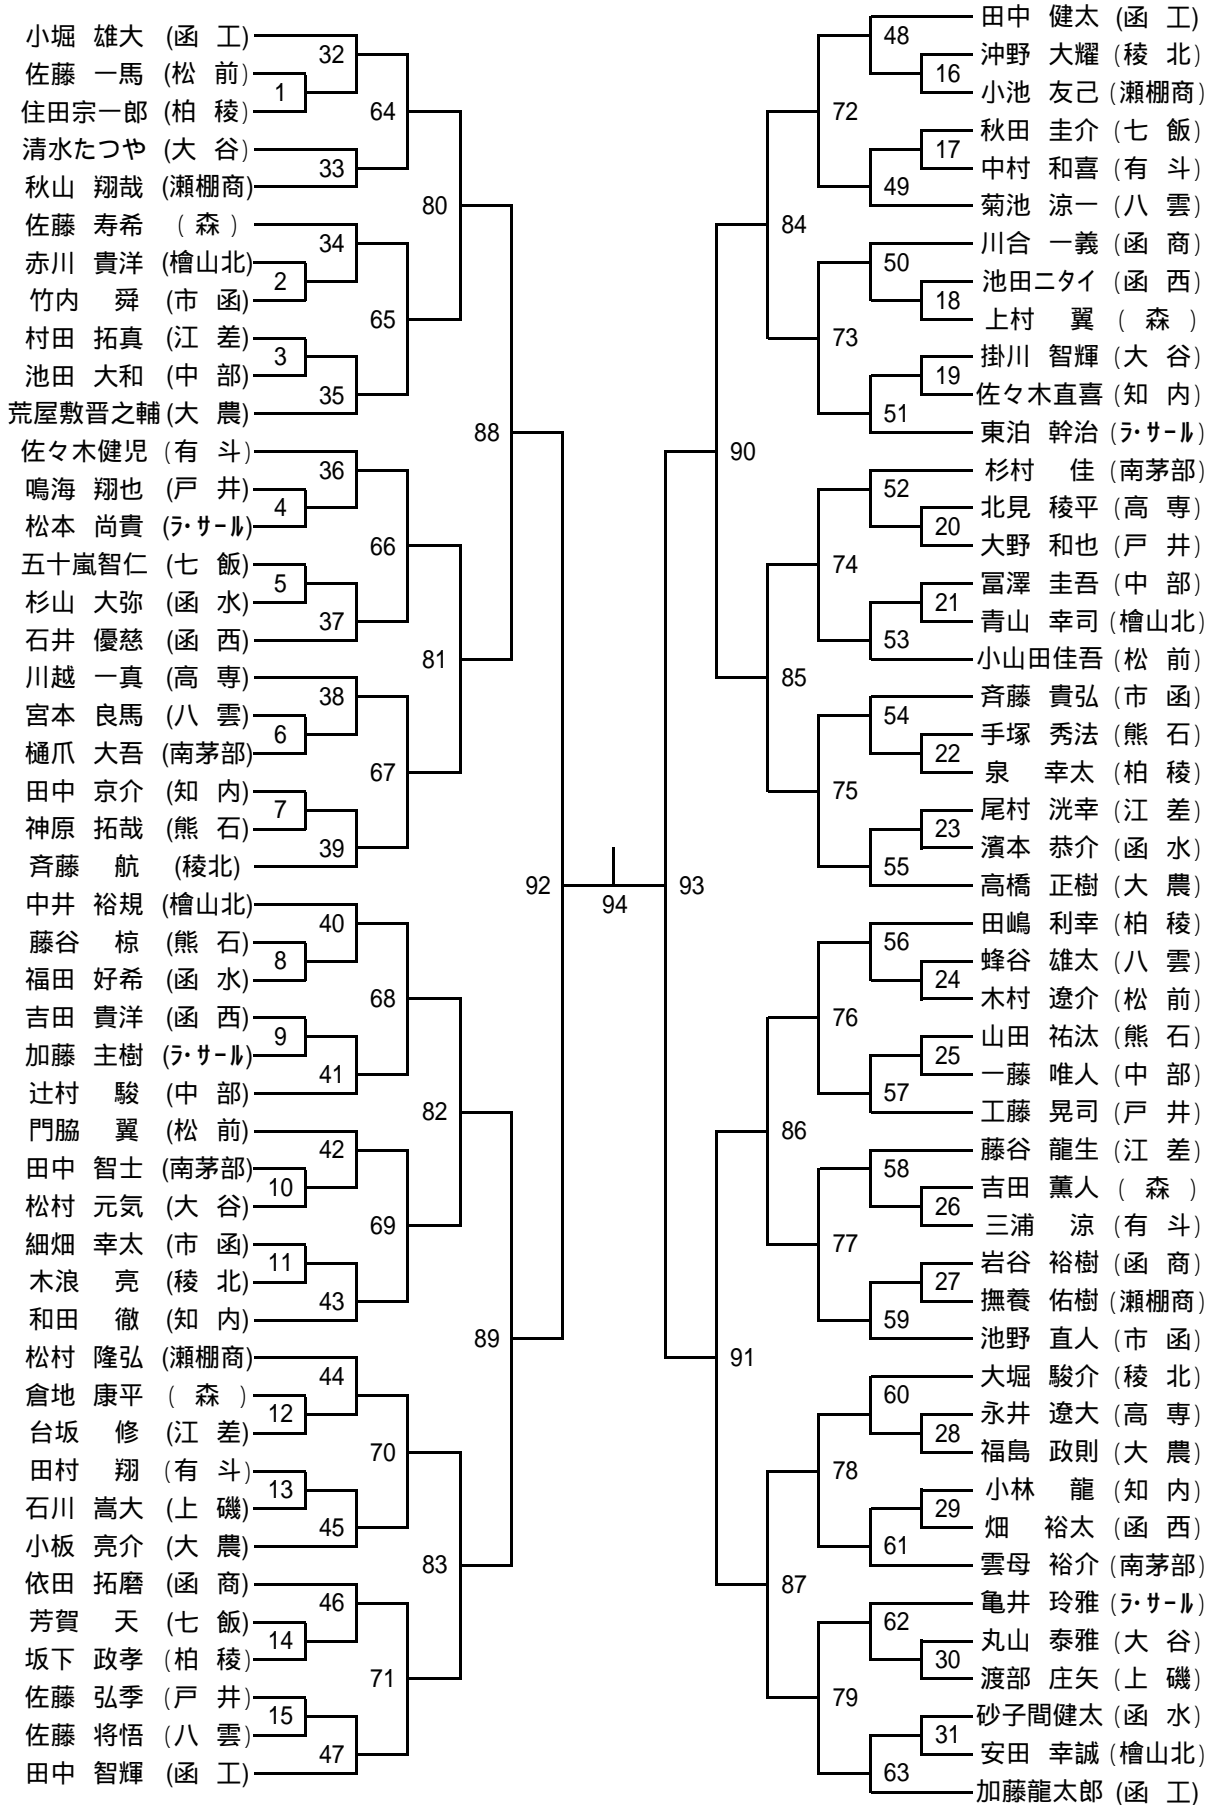 小堀 雄大 (函 工)
佐藤 一馬 (松 前)
住田宗一郎 (柏 稜)
清水たつや (大 谷)
秋山 翔哉 (瀬棚商)
佐藤 寿希 ( 森 )
赤川 貴洋 (檜山北)
竹内 舜 (市 函)
村田 拓真 (江 差)
池田 大和 (中 部)
荒屋敷晋之輔 (大 農)
佐々木健児 (有 斗)
鳴海 翔也 (戸 井)
松本 尚貴 (ラ・サール)
五十嵐智仁 (七 飯)
杉山 大弥 (函 水)
石井 優慈 (函 西)
川越 一真 (高 専)
宮本 良馬 (八 雲)
樋爪 大吾 (南茅部)
田中 京介 (知 内)
神原 拓哉 (熊 石)
斉藤 航 (稜北)
中井 裕規 (檜山北)
藤谷 椋 (熊 石)
福田 好希 (函 水)
吉田 貴洋 (函 西)
加藤 主樹 (ラ・サール)
辻村 駿 (中 部)
門脇 翼 (松 前)
田中 智士 (南茅部)
松村 元気 (大 谷)
細畑 幸太 (市 函)
木浪 亮 (稜 北)
和田 徹 (知 内)
松村 隆弘 (瀬棚商)
倉地 康平 ( 森 )
台坂 修 (江 差)
田村 翔 (有 斗)
石川 嵩大 (上 磯)
小板 亮介 (大 農)
依田 拓磨 (函 商)
芳賀 天 (七 飯)
坂下 政孝 (柏 稜)
佐藤 弘季 (戸 井)
佐藤 将悟 (八 雲)
田中 智輝 (函 工)
1
2
3
4
5
6
7
8
9
10
11
12
13
14
15
32
33
34
35
36
37
38
39
40
41
42
43
44
45
46
47
64
65
66
67
68
69
70
71
80
81
82
83
88
89
92
94
93
90
91
84
85
86
87
72
73
74
75
76
77
78
79
48
49
50
51
52
53
54
55
56
57
58
59
60
61
62
63
16
17
18
19
20
21
22
23
24
25
26
27
28
29
30
31
田中 健太 (函 工)
沖野 大耀 (稜 北)
小池 友己 (瀬棚商)
秋田 圭介 (七 飯)
中村 和喜 (有 斗)
菊池 涼一 (八 雲)
川合 一義 (函 商)
池田ニタイ (函 西)
上村 翼 ( 森 )
掛川 智輝 (大 谷)
佐々木直喜 (知 内)
東泊 幹治 (ラ・サール)
杉村 佳 (南茅部)
北見 稜平 (高 専)
大野 和也 (戸 井)
冨澤 圭吾 (中 部)
青山 幸司 (檜山北)
小山田佳吾 (松 前)
斉藤 貴弘 (市 函)
手塚 秀法 (熊 石)
泉 幸太 (柏 稜)
尾村 洸幸 (江 差)
濱本 恭介 (函 水)
高橋 正樹 (大 農)
田嶋 利幸 (柏 稜)
蜂谷 雄太 (八 雲)
木村 遼介 (松 前)
山田 祐汰 (熊 石)
一藤 唯人 (中 部)
工藤 晃司 (戸 井)
藤谷 龍生 (江 差)
吉田 薫人 ( 森 )
三浦 涼 (有 斗)
岩谷 裕樹 (函 商)
撫養 佑樹 (瀬棚商)
池野 直人 (市 函)
大堀 駿介 (稜 北)
永井 遼大 (高 専)
福島 政則 (大 農)
小林 龍 (知 内)
畑 裕太 (函 西)
雲母 裕介 (南茅部)
亀井 玲雅 (ラ・サール)
丸山 泰雅 (大 谷)
渡部 庄矢 (上 磯)
砂子間健太 (函 水)
安田 幸誠 (檜山北)
加藤龍太郎 (函 工)